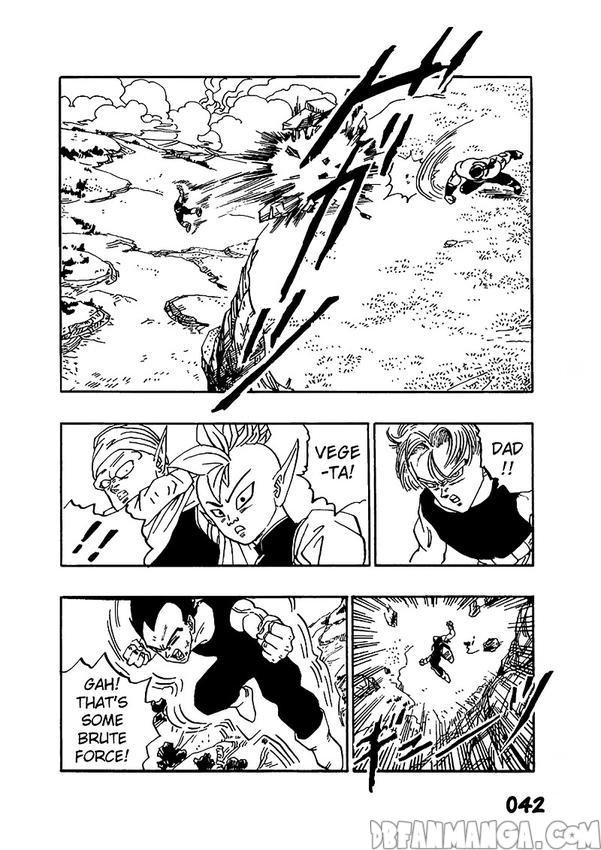 DAD
!!
VEGE
-TA!
!!
GAH!
THAT'S
SOME
BRUTE
FORCE!
042
DBFANMANGA.COM